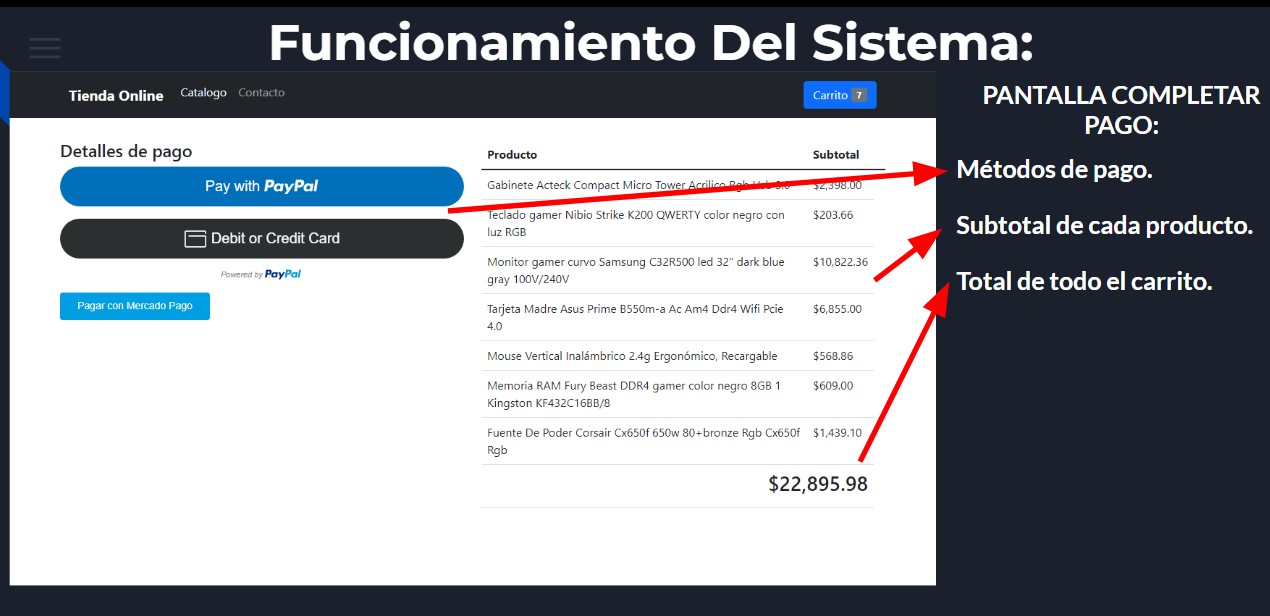 Funcionamiento Del Sistema:
Tienda Online Catalogo Contacto Carrito 7
Detalles de pago
Pay with PayPal
Debit or Credit Card
Powered by PayPal
Pagar con Mercado Pago
Producto Subtotal
Gabinete Acteck Compact Micro Tower Acrilico Rgb Usb 3.0 $2,398.00
Teclado gamer Nibio Strike K200 QWERTY color negro con $203.66
luz RGB
Monitor gamer curvo Samsung C32R500 led 32" dark blue $10,822.36
gray 100V/240V
Tarjeta Madre Asus Prime B550m-a Ac Am4 Ddr4 Wifi Pcie $6,855.00
4.0
Mouse Vertical Inalámbrico 2.4g Ergonómico, Recargable $568.86
Memoria RAM Fury Beast DDR4 gamer color negro 8GB 1 $609.00
Kingston KF432C16BB/8
Fuente De Poder Corsair Cx650f 650w 80+bronze Rgb Cx650f $1,439.10
Rgb
$22,895.98
PANTALLA COMPLETAR
PAGO:
Métodos de pago.
Subtotal de cada producto.
Total de todo el carrito.